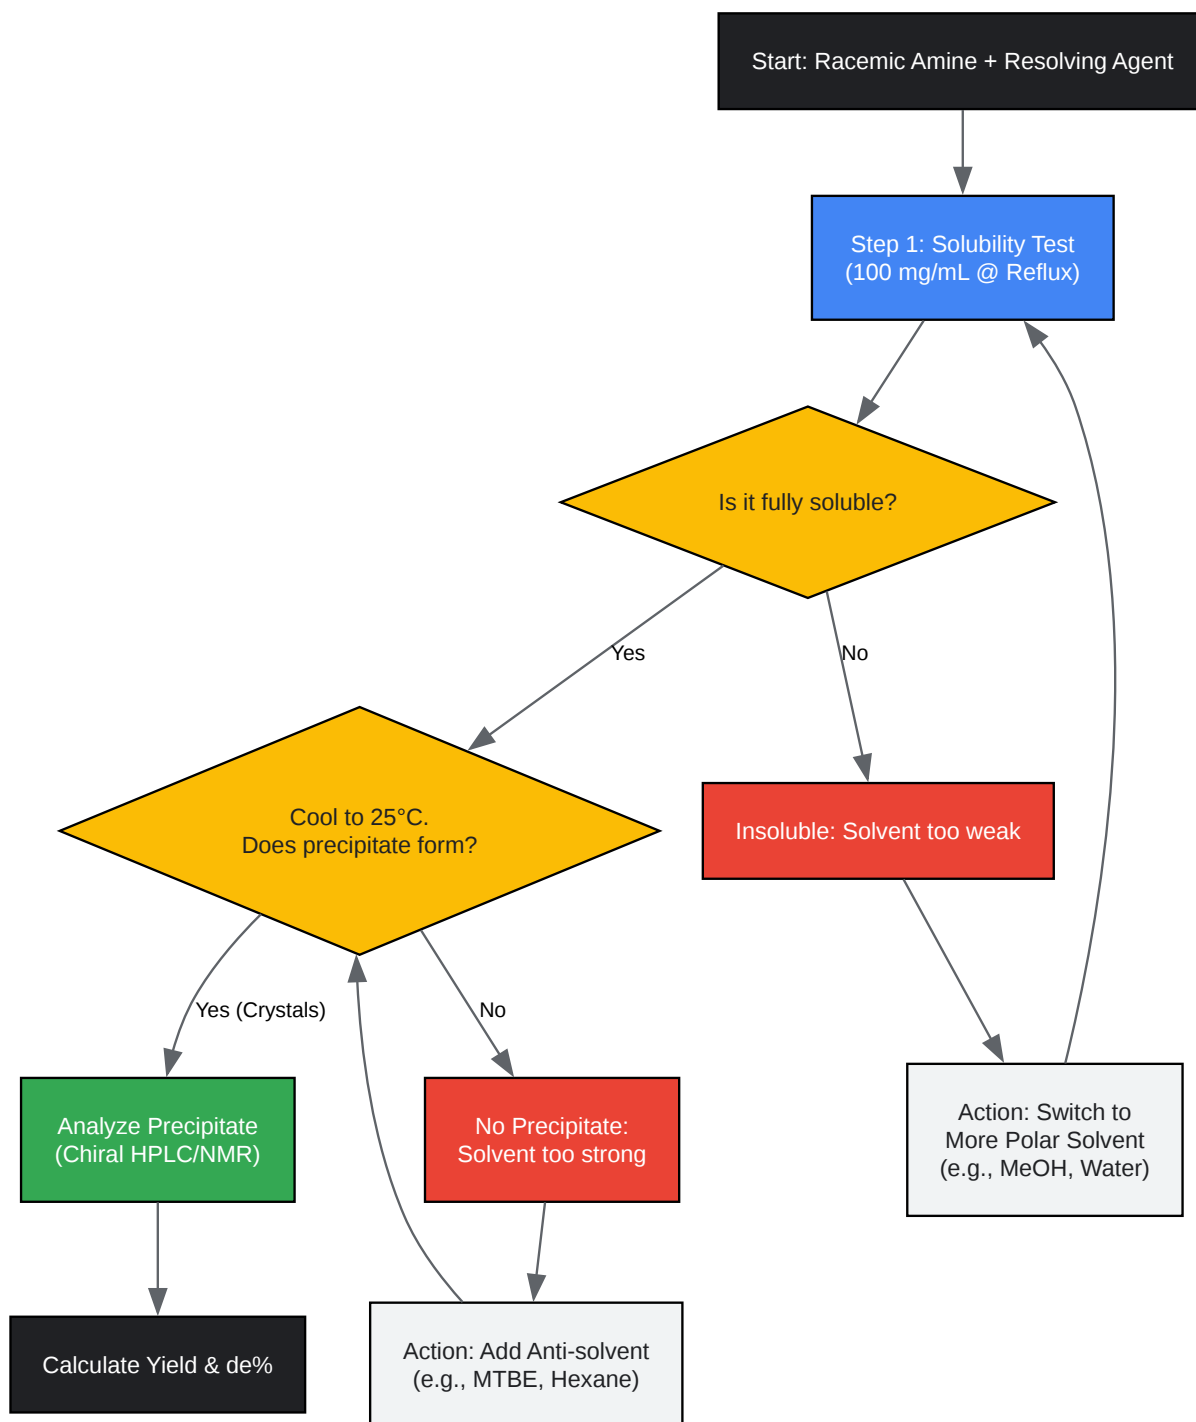 Start: Racemic Amine + Resolving Agent
Step 1: Solubility Test
(100 mg/mL @ Reflux)
Is it fully soluble?
Yes
No
Cool to 25°C.
Does precipitate form?
Insoluble: Solvent too weak
Yes (Crystals)
No
Analyze Precipitate
(Chiral HPLC/NMR)
No Precipitate:
Solvent too strong
Action: Switch to
More Polar Solvent
(e.g., MeOH, Water)
Calculate Yield & de%
Action: Add Anti-solvent
(e.g., MTBE, Hexane)